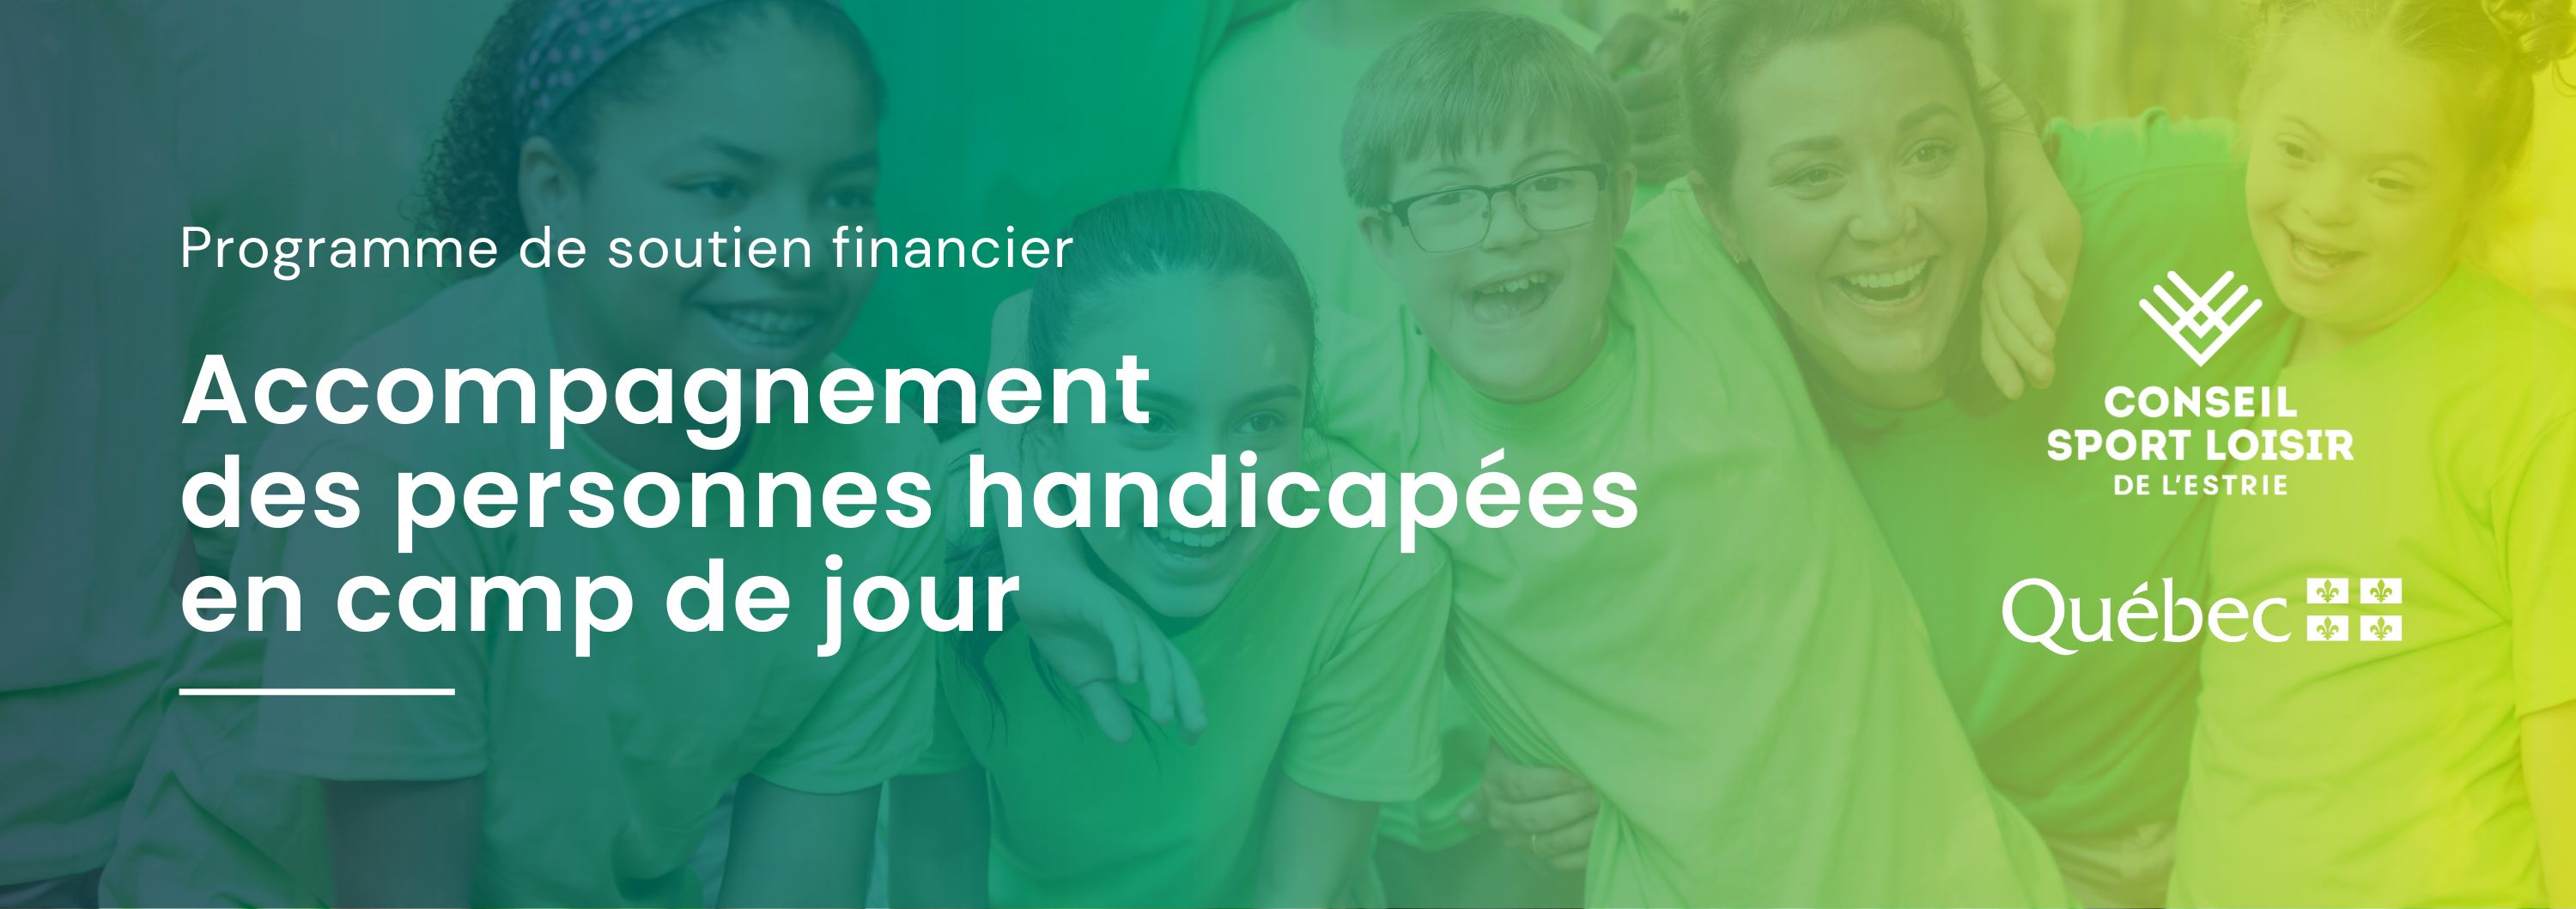 Programme de soutien financier
Accompagnement
des personnes handicapées
en camp de jour
CONSEIL
SPORT LOISIR
DE L'ESTRIE
Québec